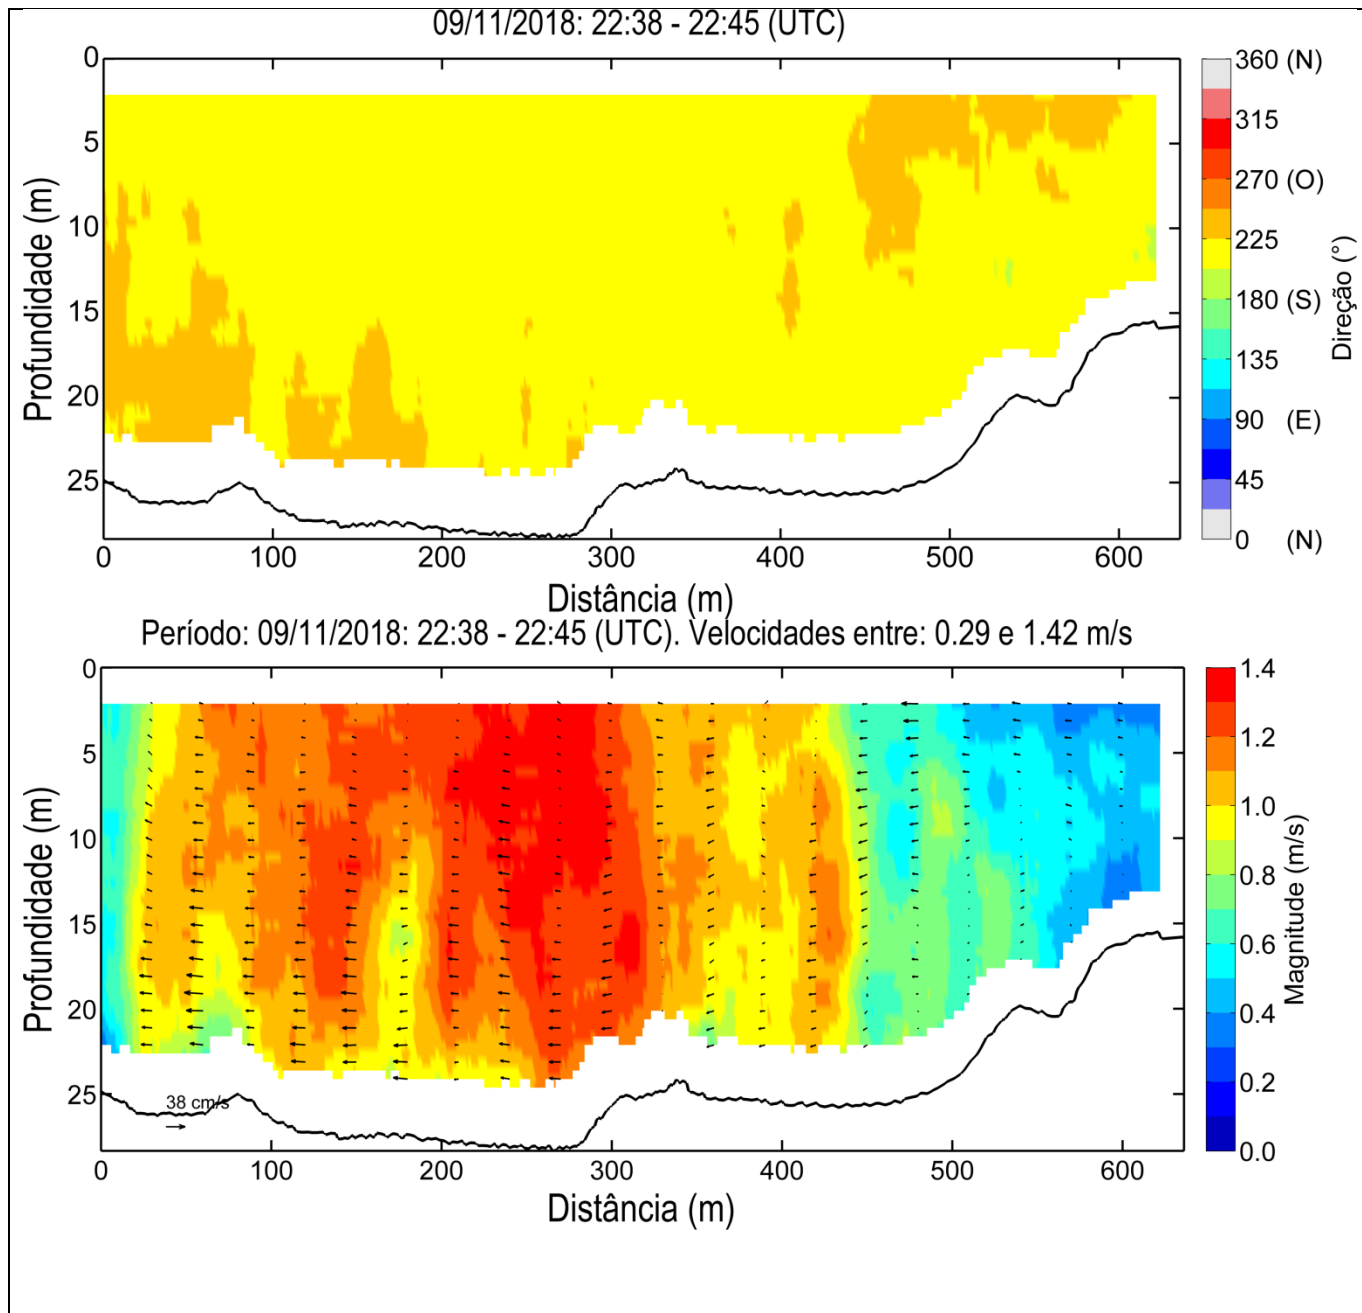 09/11/2018: 22:38 - 22:45 (UTC)
0
5
10
15
20
25
Profundidade (m)
0 100 200 300 400 500 600
Distância (m)
360 (N)
315
270 (O)
225
180 (S)
135
90 (E)
45
0 (N)
Direção (°)
Período: 09/11/2018: 22:38 - 22:45 (UTC). Velocidades entre: 0.29 e 1.42 m/s
0
5
10
15
20
25
Profundidade (m)
38 cm/s
0 100 200 300 400 500 600
Distância (m)
1.4
1.2
1.0
0.8
0.6
0.4
0.2
0.0
Magnitude (m/s)